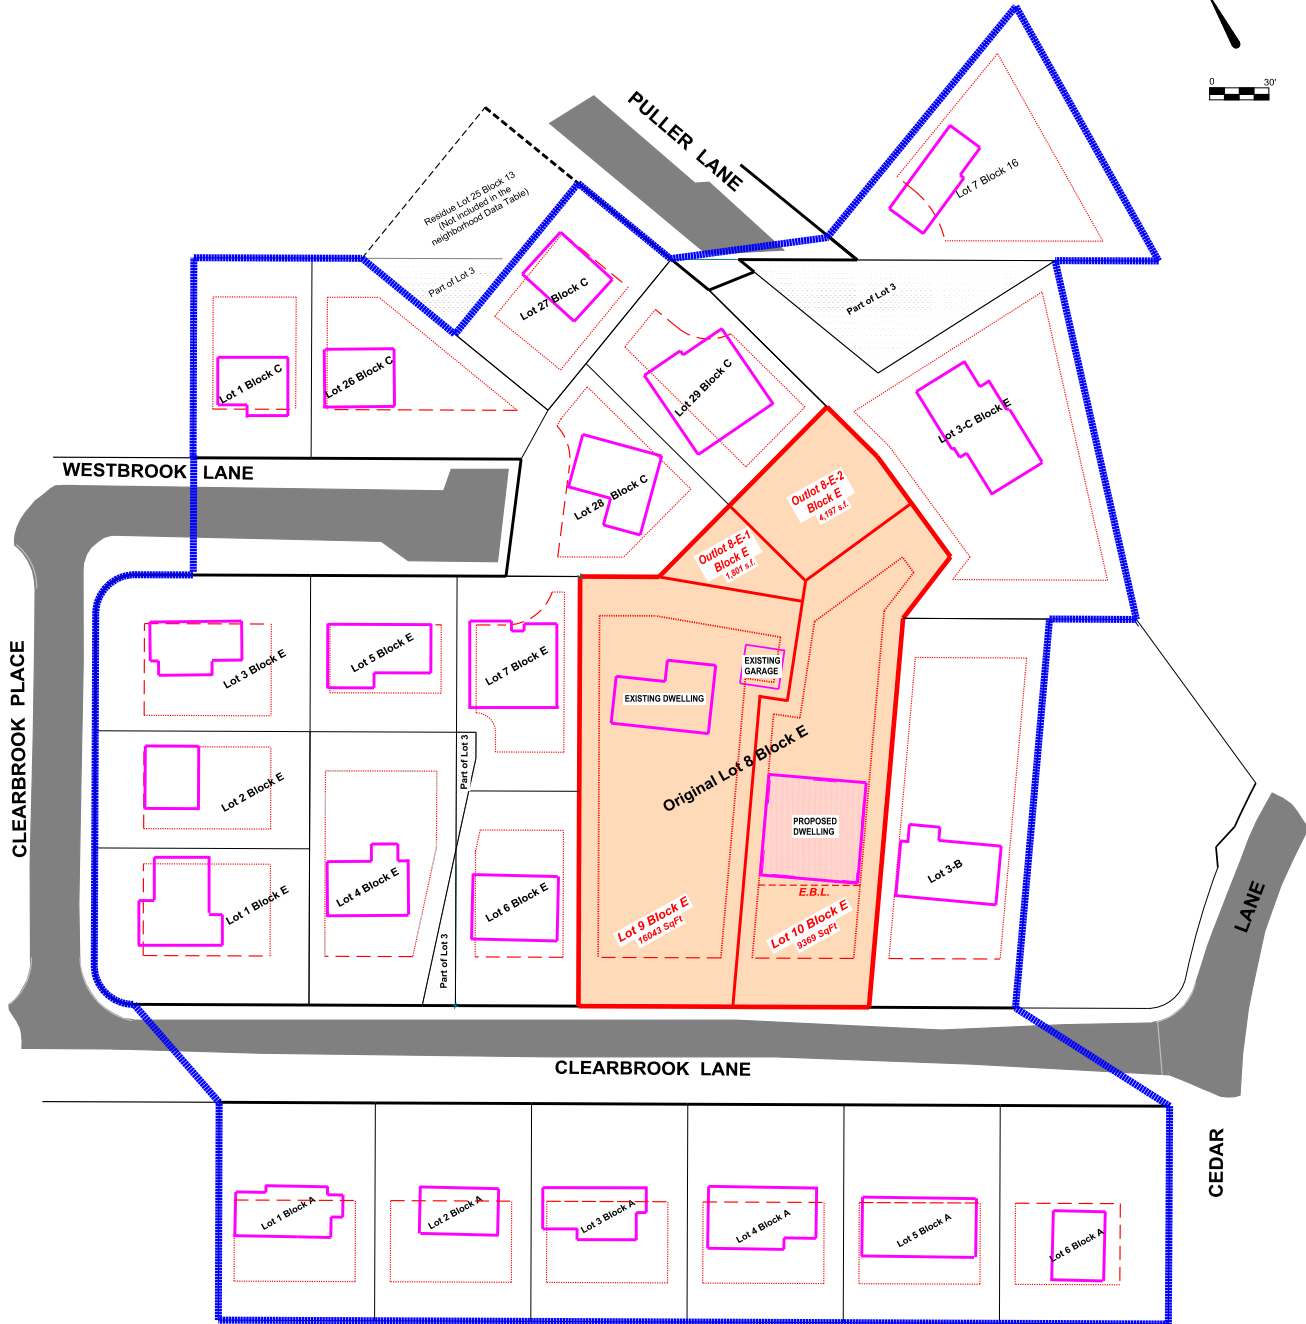 0 30'
PULLER LANE
Lot 7 Block 16
Residue Lot 25 Block 13
(Not included in the
neighborhood Data Table)
Part of Lot 3
Lot 27 Block C
Part of Lot 3
Lot 1 Block C
Lot 26 Block C
Lot 29 Block C
Lot 3-C Block E
WESTBROOK LANE
Lot 28 Block C
Outlot 8-E-2
Block E
4,197 s.f.
Outlot 8-E-1
Block E
1,801 s.f.
CLEARBROOK PLACE
Lot 3 Block E
Lot 5 Block E
Lot 7 Block E
EXISTING
GARAGE
EXISTING DWELLING
Original Lot 8 Block E
Part of Lot 3
Lot 2 Block E
PROPOSED
DWELLING
Lot 1 Block E
Lot 4 Block E
Lot 6 Block E
Lot 3-B
E.B.L.
Lot 9 Block E
16043 SqFt
Lot 10 Block E
9369 SqFt
Part of Lot 3
LANE
CLEARBROOK LANE
CEDAR
Lot 1 Block A
Lot 2 Block A
Lot 3 Block A
Lot 4 Block A
Lot 5 Block A
Lot 6 Block A